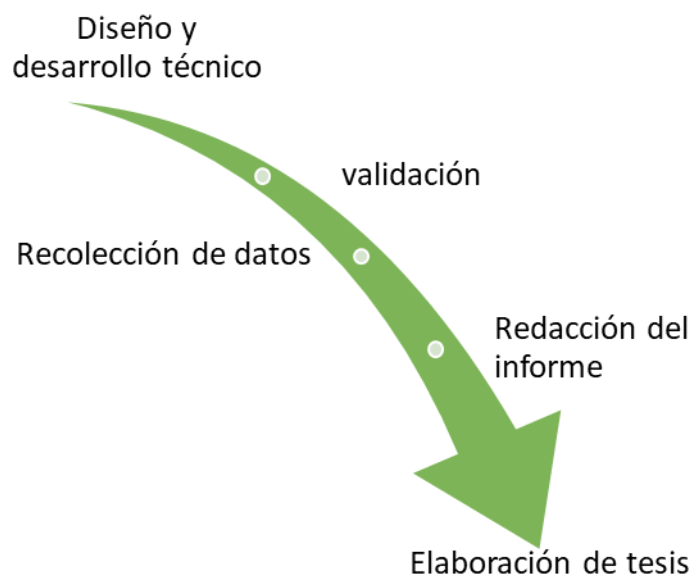 Diseño y
desarrollo técnico
validación
Recolección de datos
Redacción del
informe
Elaboración de tesis